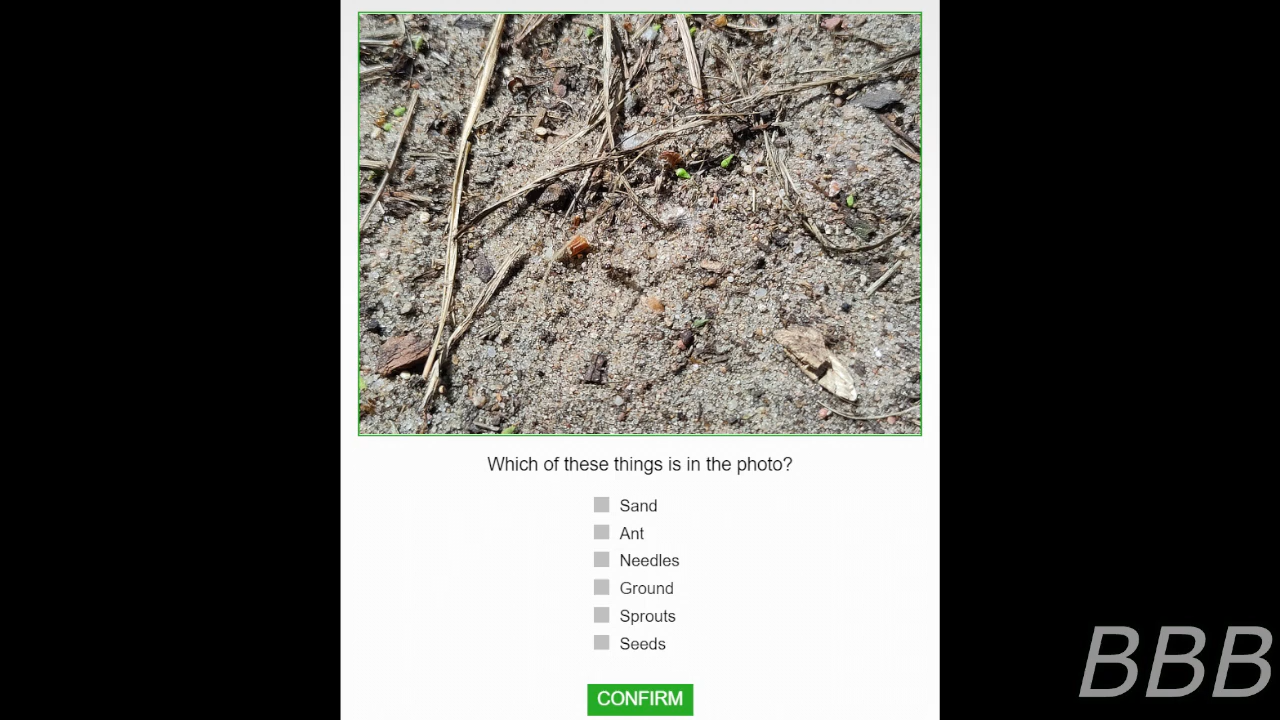 Which of these things is in the photo?
Sand
Ant
Needles
Ground
Sprouts
Seeds
CONFIRM
BBB